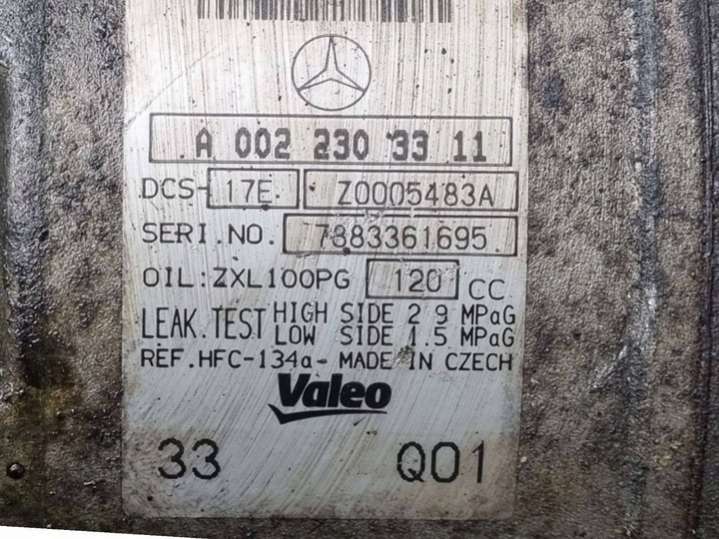 A 002 230 33 11
DCS-17E Z0005483A
SERI.NO. 7883361695
OIL:ZXL100PG 120 CC
LEAK.TEST HIGH SIDE 2.9 MPaG
LOW SIDE 1.5 MPaG
REF.HFC-134a- MADE IN CZECH
Valeo
33 Q01